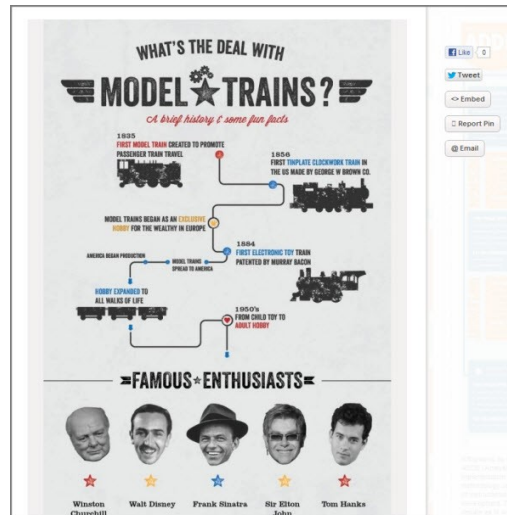 WHAT'S THE DEAL WITH
MODEL TRAINS?
A brief history & some fun facts
1835
FIRST MODEL TRAIN CREATED TO PROMOTE
PASSENGER TRAIN TRAVEL
1856
FIRST TINPLATE CLOCKWORK TRAIN IN
THE US MADE BY GEORGE W BROWN CO.
MODEL TRAINS BEGAN AS AN EXCLUSIVE
HOBBY FOR THE WEALTHY IN EUROPE
1884
FIRST ELECTRONIC TOY TRAIN
PATENTED BY MURRAY BACON
AMERICA BEGAN PRODUCTION
MODEL TRAINS
SPREAD TO AMERICA
HOBBY EXPANDED TO
ALL WALKS OF LIFE
1950's
FROM CHILD TOY TO
ADULT HOBBY
FAMOUS ENTHUSIASTS
Winston
Churchill
Walt Disney
Frank Sinatra
Sir Elton
John
Tom Hanks
Like 0
Tweet
<> Embed
Report Pin
@ Email